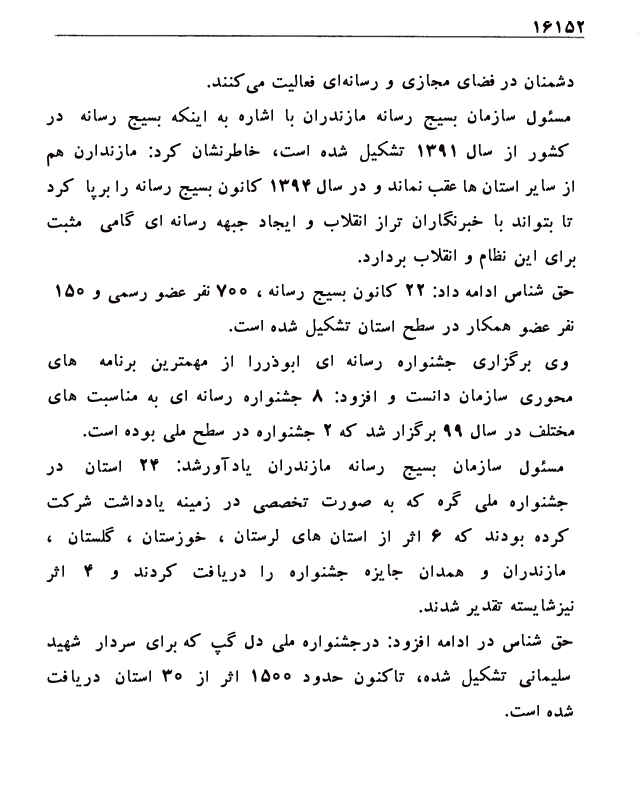 ۱۶۱۵۲
دشمنان در فضای مجازی و رسانه‌ای فعالیت می‌کنند.
مسئول سازمان بسیج رسانه مازندران با اشاره به اینکه بسیج رسانه در
کشور از سال ۱۳۹۱ تشکیل شده است، خاطرنشان کرد: مازندارن هم
از سایر استان ها عقب نماند و در سال ۱۳۹۴ کانون بسیج رسانه را برپا کرد
تا بتواند با خبرنگاران تراز انقلاب و ایجاد جبهه رسانه ای گامی مثبت
برای این نظام و انقلاب بردارد.
حق شناس ادامه داد: ۲۲ کانون بسیج رسانه ، ۷۰۰ نفر عضو رسمی و ۱۵۰
نفر عضو همکار در سطح استان تشکیل شده است.
وی برگزاری جشنواره رسانه ای ابوذررا از مهمترین برنامه های
محوری سازمان دانست و افزود: ۸ جشنواره رسانه ای به مناسبت های
مختلف در سال ۹۹ برگزار شد که ۲ جشنواره در سطح ملی بوده است.
مسئول سازمان بسیج رسانه مازندران یادآورشد: ۲۴ استان در
جشنواره ملی گره که به صورت تخصصی در زمینه یادداشت شرکت
کرده بودند که ۶ اثر از استان های لرستان ، خوزستان ، گلستان ،
مازندران و همدان جایزه جشنواره را دریافت کردند و ۴ اثر
نیزشایسته تقدیر شدند.
حق شناس در ادامه افزود: درجشنواره ملی دل گپ که برای سردار شهید
سلیمانی تشکیل شده، تاکنون حدود ۱۵۰۰ اثر از ۳۰ استان دریافت
شده است.